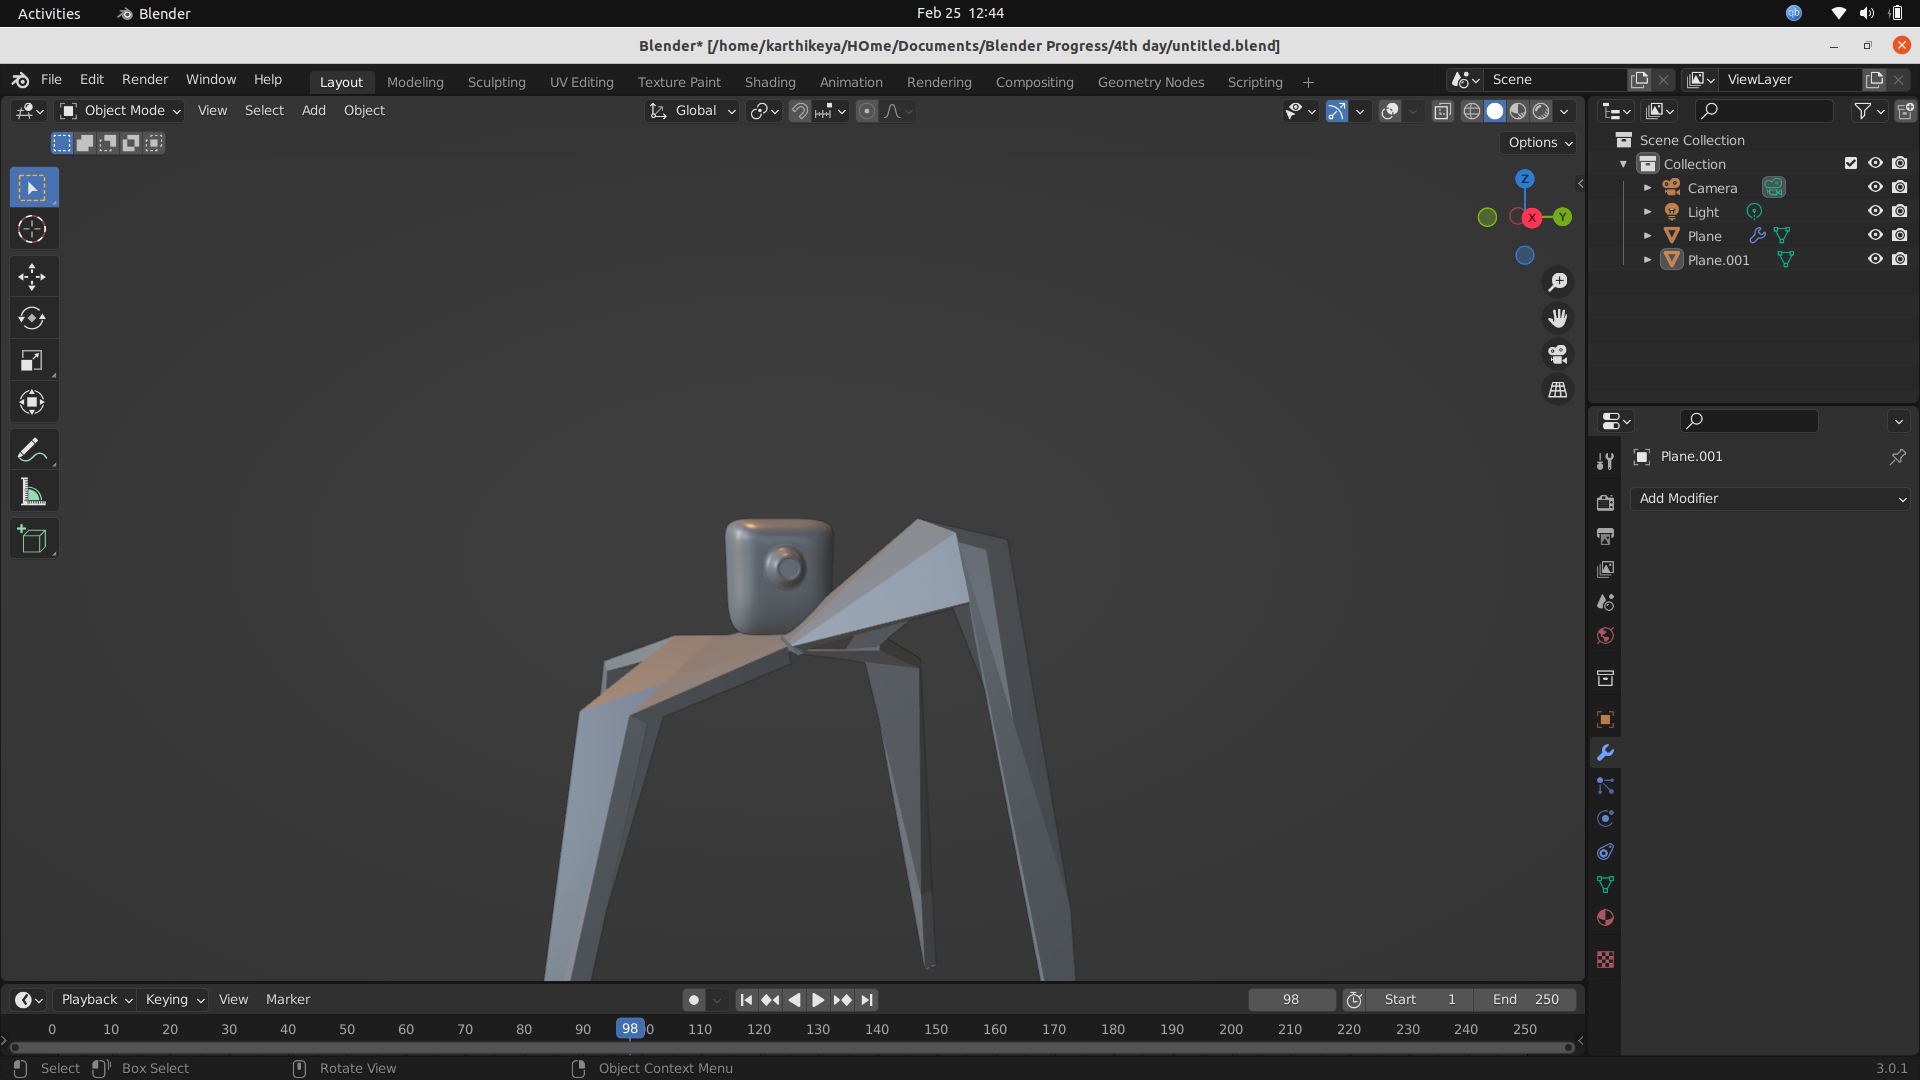 Activities Blender Feb 25 12:44
Blender* [/home/karthikeya/HOme/Documents/Blender Progress/4th day/untitled.blend]
File Edit Render Window Help Layout Modeling Sculpting UV Editing Texture Paint Shading Animation Rendering Compositing Geometry Nodes Scripting + Scene ViewLayer
Object Mode View Select Add Object Global
Options
Scene Collection
Collection
Camera
Light
Plane
Plane.001
Z
X Y
Plane.001
Add Modifier
Playback Keying View Marker 98 Start 1 End 250
0 10 20 30 40 50 60 70 80 90 98 0 110 120 130 140 150 160 170 180 190 200 210 220 230 240 250
Select Box Select Rotate View Object Context Menu 3.0.1